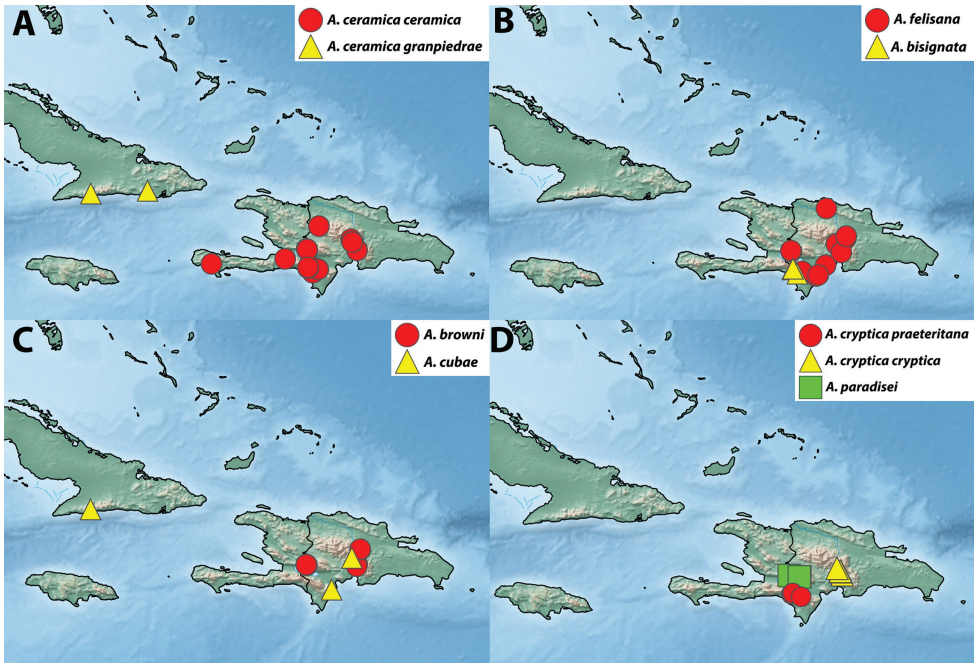 A
A. ceramica ceramica
A. ceramica granpiedrae
B
A. felisana
A. bisignata
C
A. browni
A. cubae
D
A. cryptica praeteritana
A. cryptica cryptica
A. paradisei